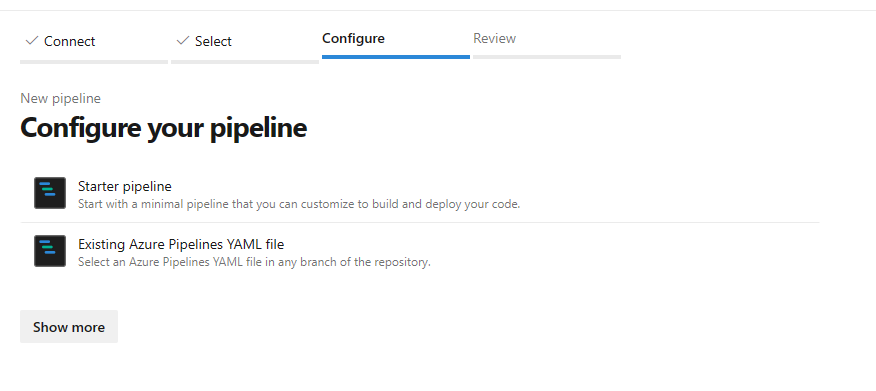 Connect
Select
Configure
Review
New pipeline
Configure your pipeline
Starter pipeline
Start with a minimal pipeline that you can customize to build and deploy your code.
Existing Azure Pipelines YAML file
Select an Azure Pipelines YAML file in any branch of the repository.
Show more